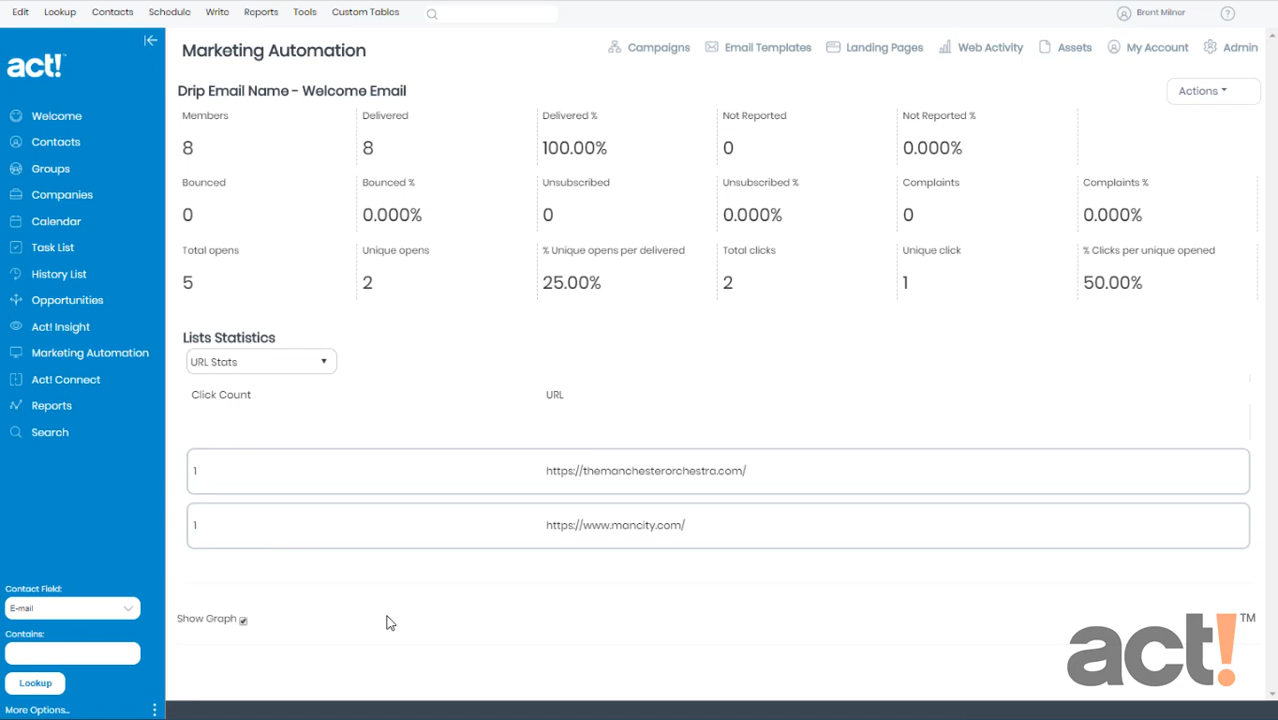 Edit Lookup Contacts Schedule Write Reports Tools Custom Tables Brent Milnor ?
act!
Marketing Automation Campaigns Email Templates Landing Pages Web Activity Assets My Account Admin
Drip Email Name - Welcome Email Actions
Welcome
Contacts
Groups
Companies
Calendar
Task List
History List
Opportunities
Act! Insight
Marketing Automation
Act! Connect
Reports
Search
Members Delivered Delivered % Not Reported Not Reported %
8 8 100.00% 0 0.000%
Bounced Bounced % Unsubscribed Unsubscribed % Complaints Complaints %
0 0.000% 0 0.000% 0 0.000%
Total opens Unique opens % Unique opens per delivered Total clicks Unique click % Clicks per unique opened
5 2 25.00% 2 1 50.00%
Lists Statistics
URL Stats
Click Count URL
1 https://themanchesterorchestra.com/
1 https://www.mancity.com/
Show Graph
Contact Field:
E-mail
Contains:
Lookup
More Options...
act!™